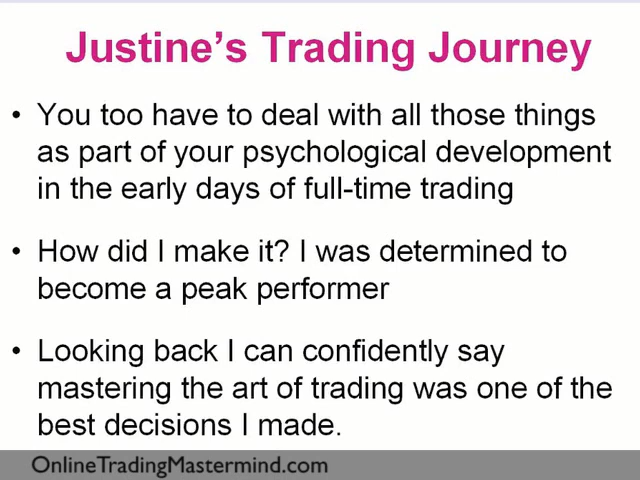 Justine’s Trading Journey
• You too have to deal with all those things
as part of your psychological development
in the early days of full-time trading
• How did I make it? I was determined to
become a peak performer
• Looking back I can confidently say
mastering the art of trading was one of the
best decisions I made.
OnlineTradingMastermind.com